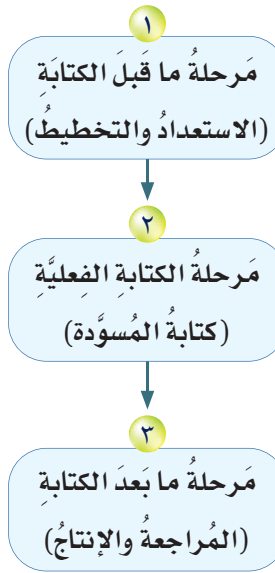 ١
مَرحلةُ ما قَبلَ الكتابَةِ
(الاستعدادُ والتخطيطُ)
٢
مَرحلةُ الكتابةِ الفِعليَّةِ
(كتابةُ المُسوَّدة)
٣
مَرحلةُ ما بَعدَ الكتابةِ
(المُراجعةُ والإنتاجُ)